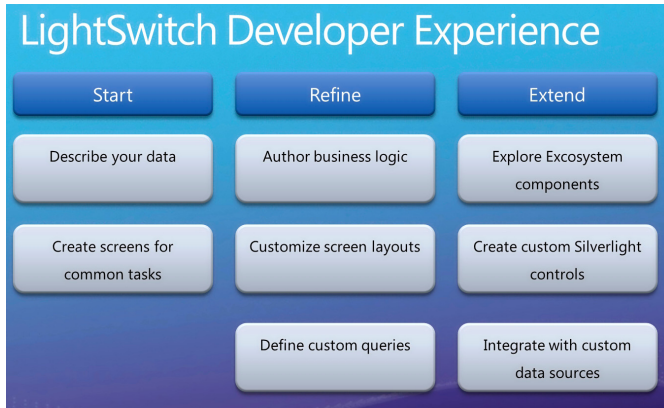 LightSwitch Developer Experience
Start
Describe your data
Create screens for
common tasks
Refine
Author business logic
Customize screen layouts
Define custom queries
Extend
Explore Excosystem
components
Create custom Silverlight
controls
Integrate with custom
data sources